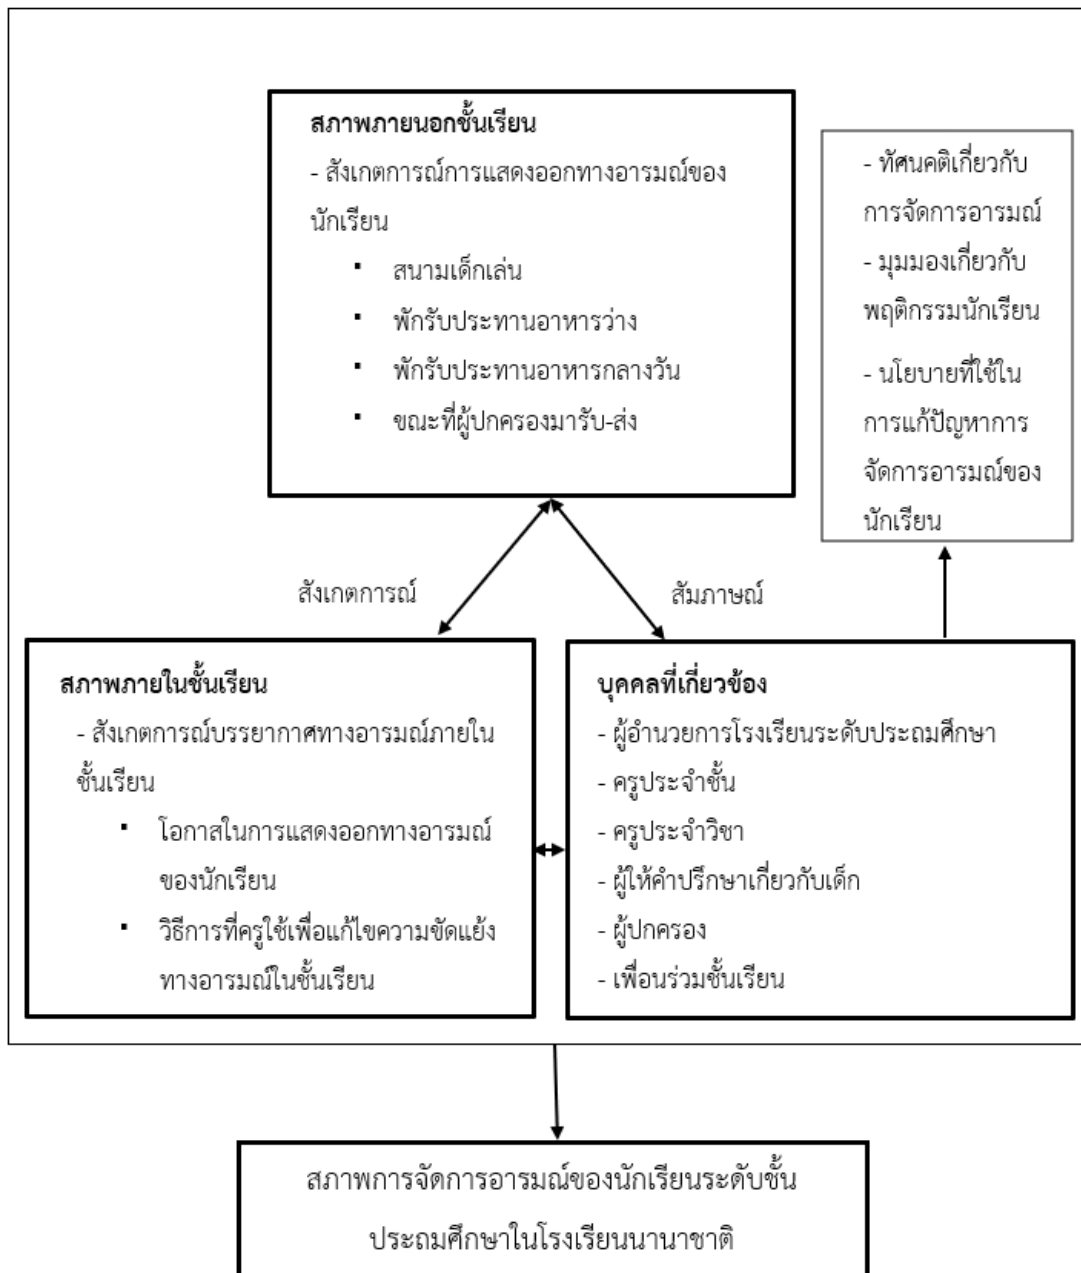 สภาพภายนอกชั้นเรียน
- สังเกตการณ์การแสดงออกทางอารมณ์ของ
นักเรียน
▪ สนามเด็กเล่น
▪ พักรับประทานอาหารว่าง
▪ พักรับประทานอาหารกลางวัน
▪ ขณะที่ผู้ปกครองมารับ-ส่ง
- ทัศนคติเกี่ยวกับ
การจัดการอารมณ์
- มุมมองเกี่ยวกับ
พฤติกรรมนักเรียน
- นโยบายที่ใช้ใน
การแก้ปัญหาการ
จัดการอารมณ์ของ
นักเรียน
สังเกตการณ์
สัมภาษณ์
สภาพภายในชั้นเรียน
- สังเกตการณ์บรรยากาศทางอารมณ์ภายใน
ชั้นเรียน
▪ โอกาสในการแสดงออกทางอารมณ์
ของนักเรียน
▪ วิธีการที่ครูใช้เพื่อแก้ไขความขัดแย้ง
ทางอารมณ์ในชั้นเรียน
บุคคลที่เกี่ยวข้อง
- ผู้อำนวยการโรงเรียนระดับประถมศึกษา
- ครูประจำชั้น
- ครูประจำวิชา
- ผู้ให้คำปรึกษาเกี่ยวกับเด็ก
- ผู้ปกครอง
- เพื่อนร่วมชั้นเรียน
สภาพการจัดการอารมณ์ของนักเรียนระดับชั้น
ประถมศึกษาในโรงเรียนนานาชาติ